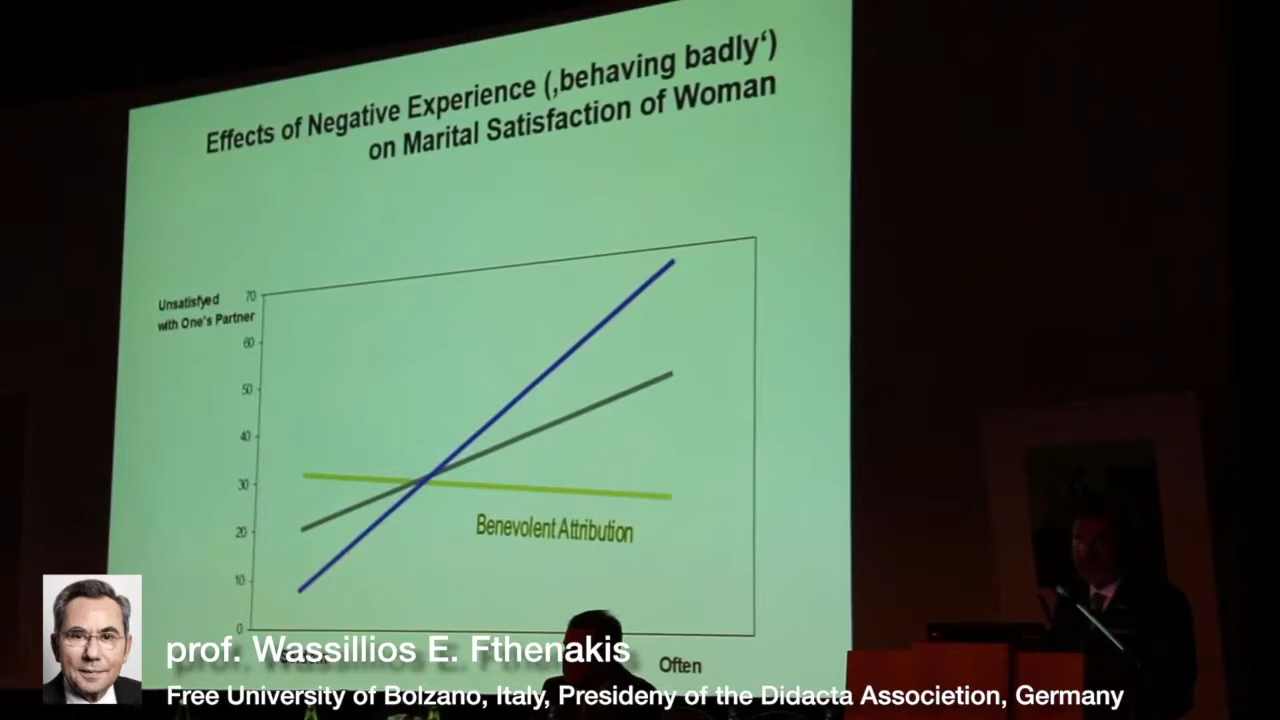 Effects of Negative Experience (‚behaving badly‘)
on Marital Satisfaction of Woman
Unsatisfyed
with One's Partner
70
60
50
40
30
20
10
0
Benevolent Attribution
Often
prof. Wassillios E. Fthenakis
Free University of Bolzano, Italy, Presideny of the Didacta Associetion, Germany